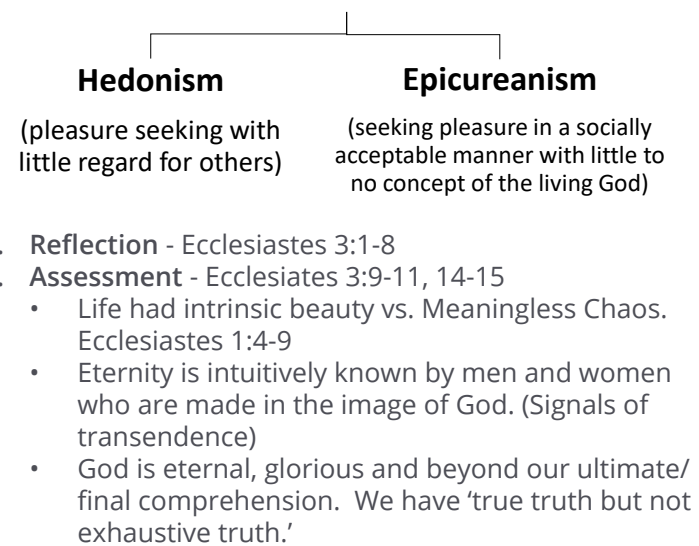 Hedonism
Epicureanism
(pleasure seeking with
little regard for others)
(seeking pleasure in a socially
acceptable manner with little to
no concept of the living God)
. Reflection - Ecclesiastes 3:1-8
. Assessment - Ecclesiates 3:9-11, 14-15
• Life had intrinsic beauty vs. Meaningless Chaos.
Ecclesiastes 1:4-9
• Eternity is intuitively known by men and women
who are made in the image of God. (Signals of
transendence)
• God is eternal, glorious and beyond our ultimate/
final comprehension. We have ‘true truth but not
exhaustive truth.’